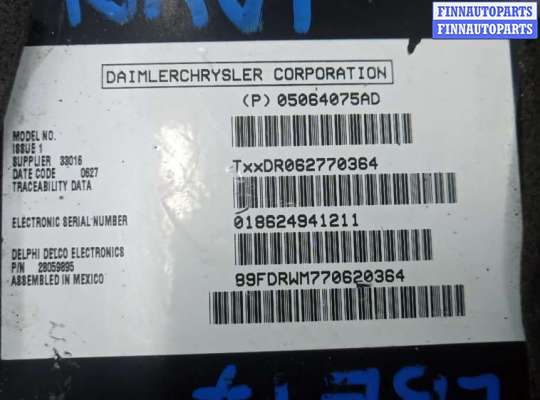 FINNAUTOPARTS
FINNAUTOPARTS
DAIMLERCHRYSLER CORPORATION
(P) 05064075AD
MODEL NO.
ISSUE 1
SUPPLIER 33016
DATE CODE 0627
TRACEABILITY DATA
TxxDR062770364
ELECTRONIC SERIAL NUMBER
018624941211
DELPHI DELCO ELECTRONICS
P/N 28059895
ASSEMBLED IN MEXICO
99FDRWM770620364